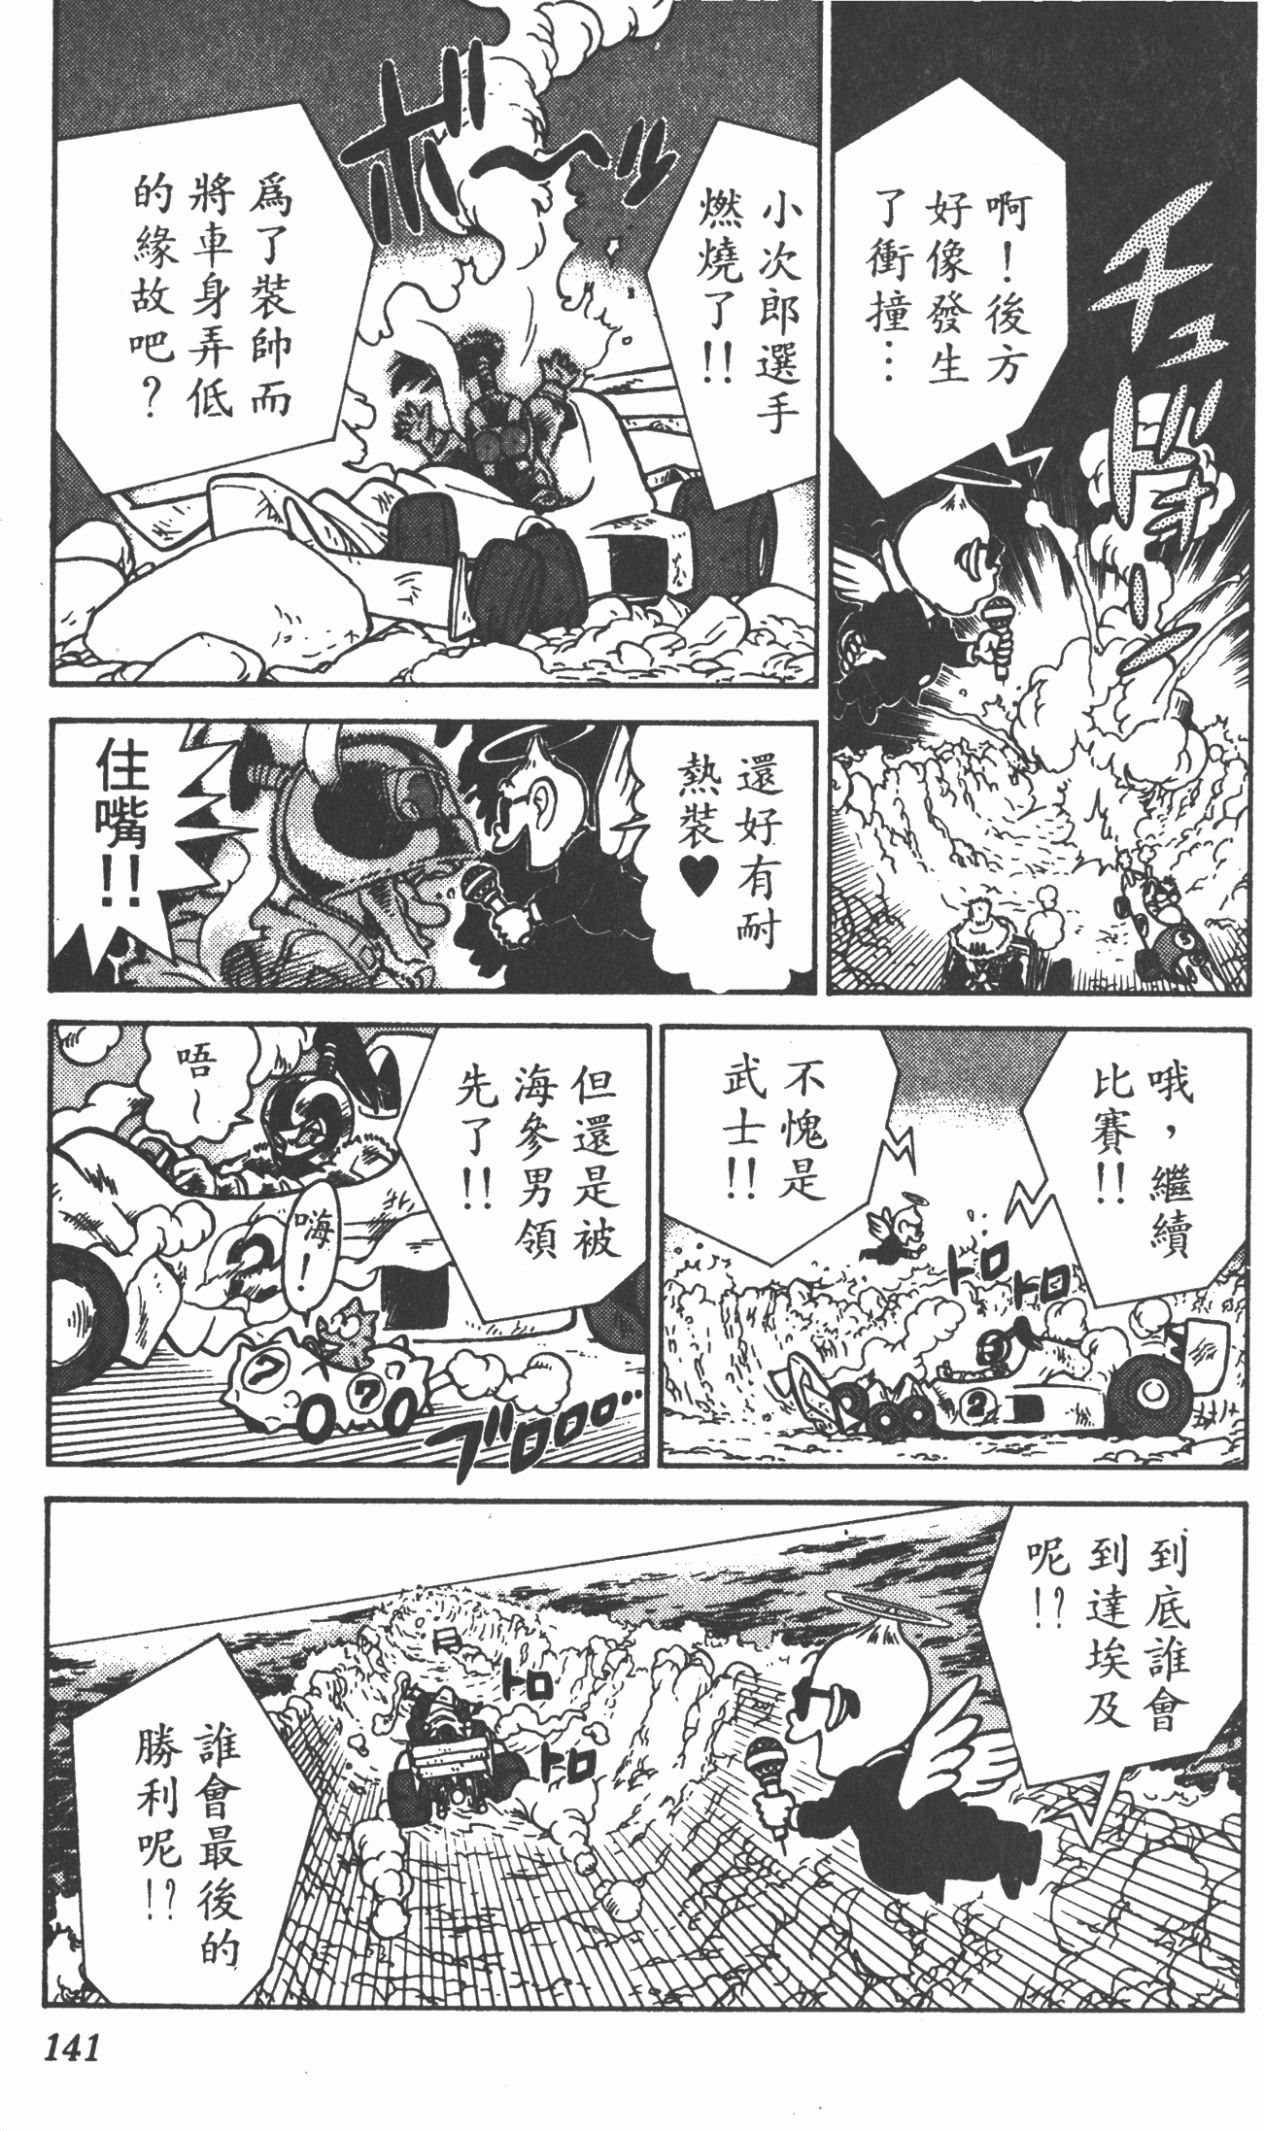 啊！後方
好像發生
了衝撞…
チュ
ド
小次郎選手
燃燒了!!
ボ〜ッ
為了裝帥而
將車身弄低
的緣故吧？
還好有耐
熱裝♥
住嘴!!
哦，繼續
比賽!!
不愧是
武士!!
トロ
トロ
2
但還是被
海參男領
先了!!
唔～
嗨！
2
?
?
ブロロロ…
到底誰會
到達埃及
呢!?
トロ
トロ
誰會最後的
勝利呢!?
141